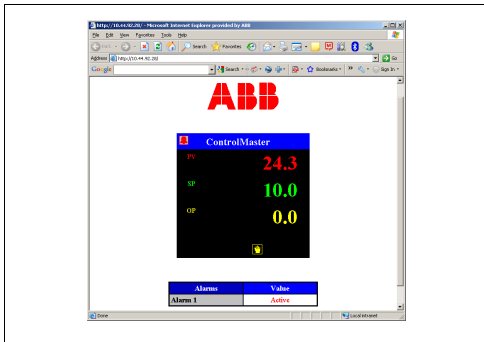 http://10.44.92.28/ - Microsoft Internet Explorer provided by ABB
File Edit View Favorites Tools Help
Back Search Favorites
Address http://10.44.92.28/ Go
Google Search Bookmarks Sign In
ABB
ControlMaster
PV 24.3
SP 10.0
OP 0.0
Alarms Value
Alarm 1 Active
Done Local intranet